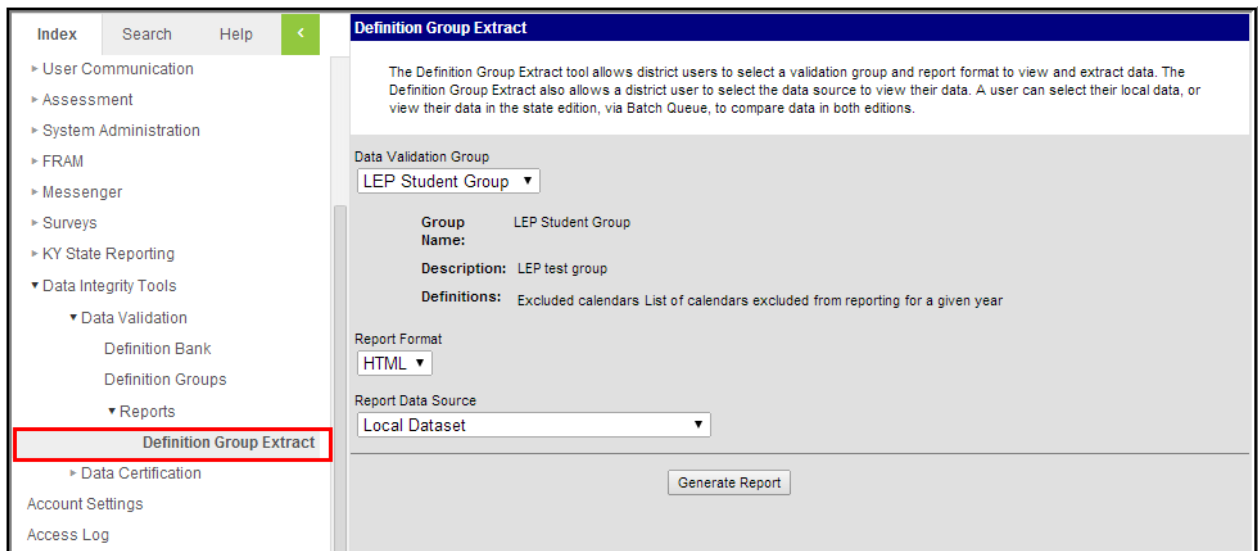 Index Search Help <
User Communication
Assessment
System Administration
FRAM
Messenger
Surveys
KY State Reporting
Data Integrity Tools
Data Validation
Definition Bank
Definition Groups
Reports
Definition Group Extract
Data Certification
Account Settings
Access Log
Definition Group Extract
The Definition Group Extract tool allows district users to select a validation group and report format to view and extract data. The
Definition Group Extract also allows a district user to select the data source to view their data. A user can select their local data, or
view their data in the state edition, via Batch Queue, to compare data in both editions.
Data Validation Group
LEP Student Group
Group Name: LEP Student Group
Description: LEP test group
Definitions: Excluded calendars List of calendars excluded from reporting for a given year
Report Format
HTML
Report Data Source
Local Dataset
Generate Report